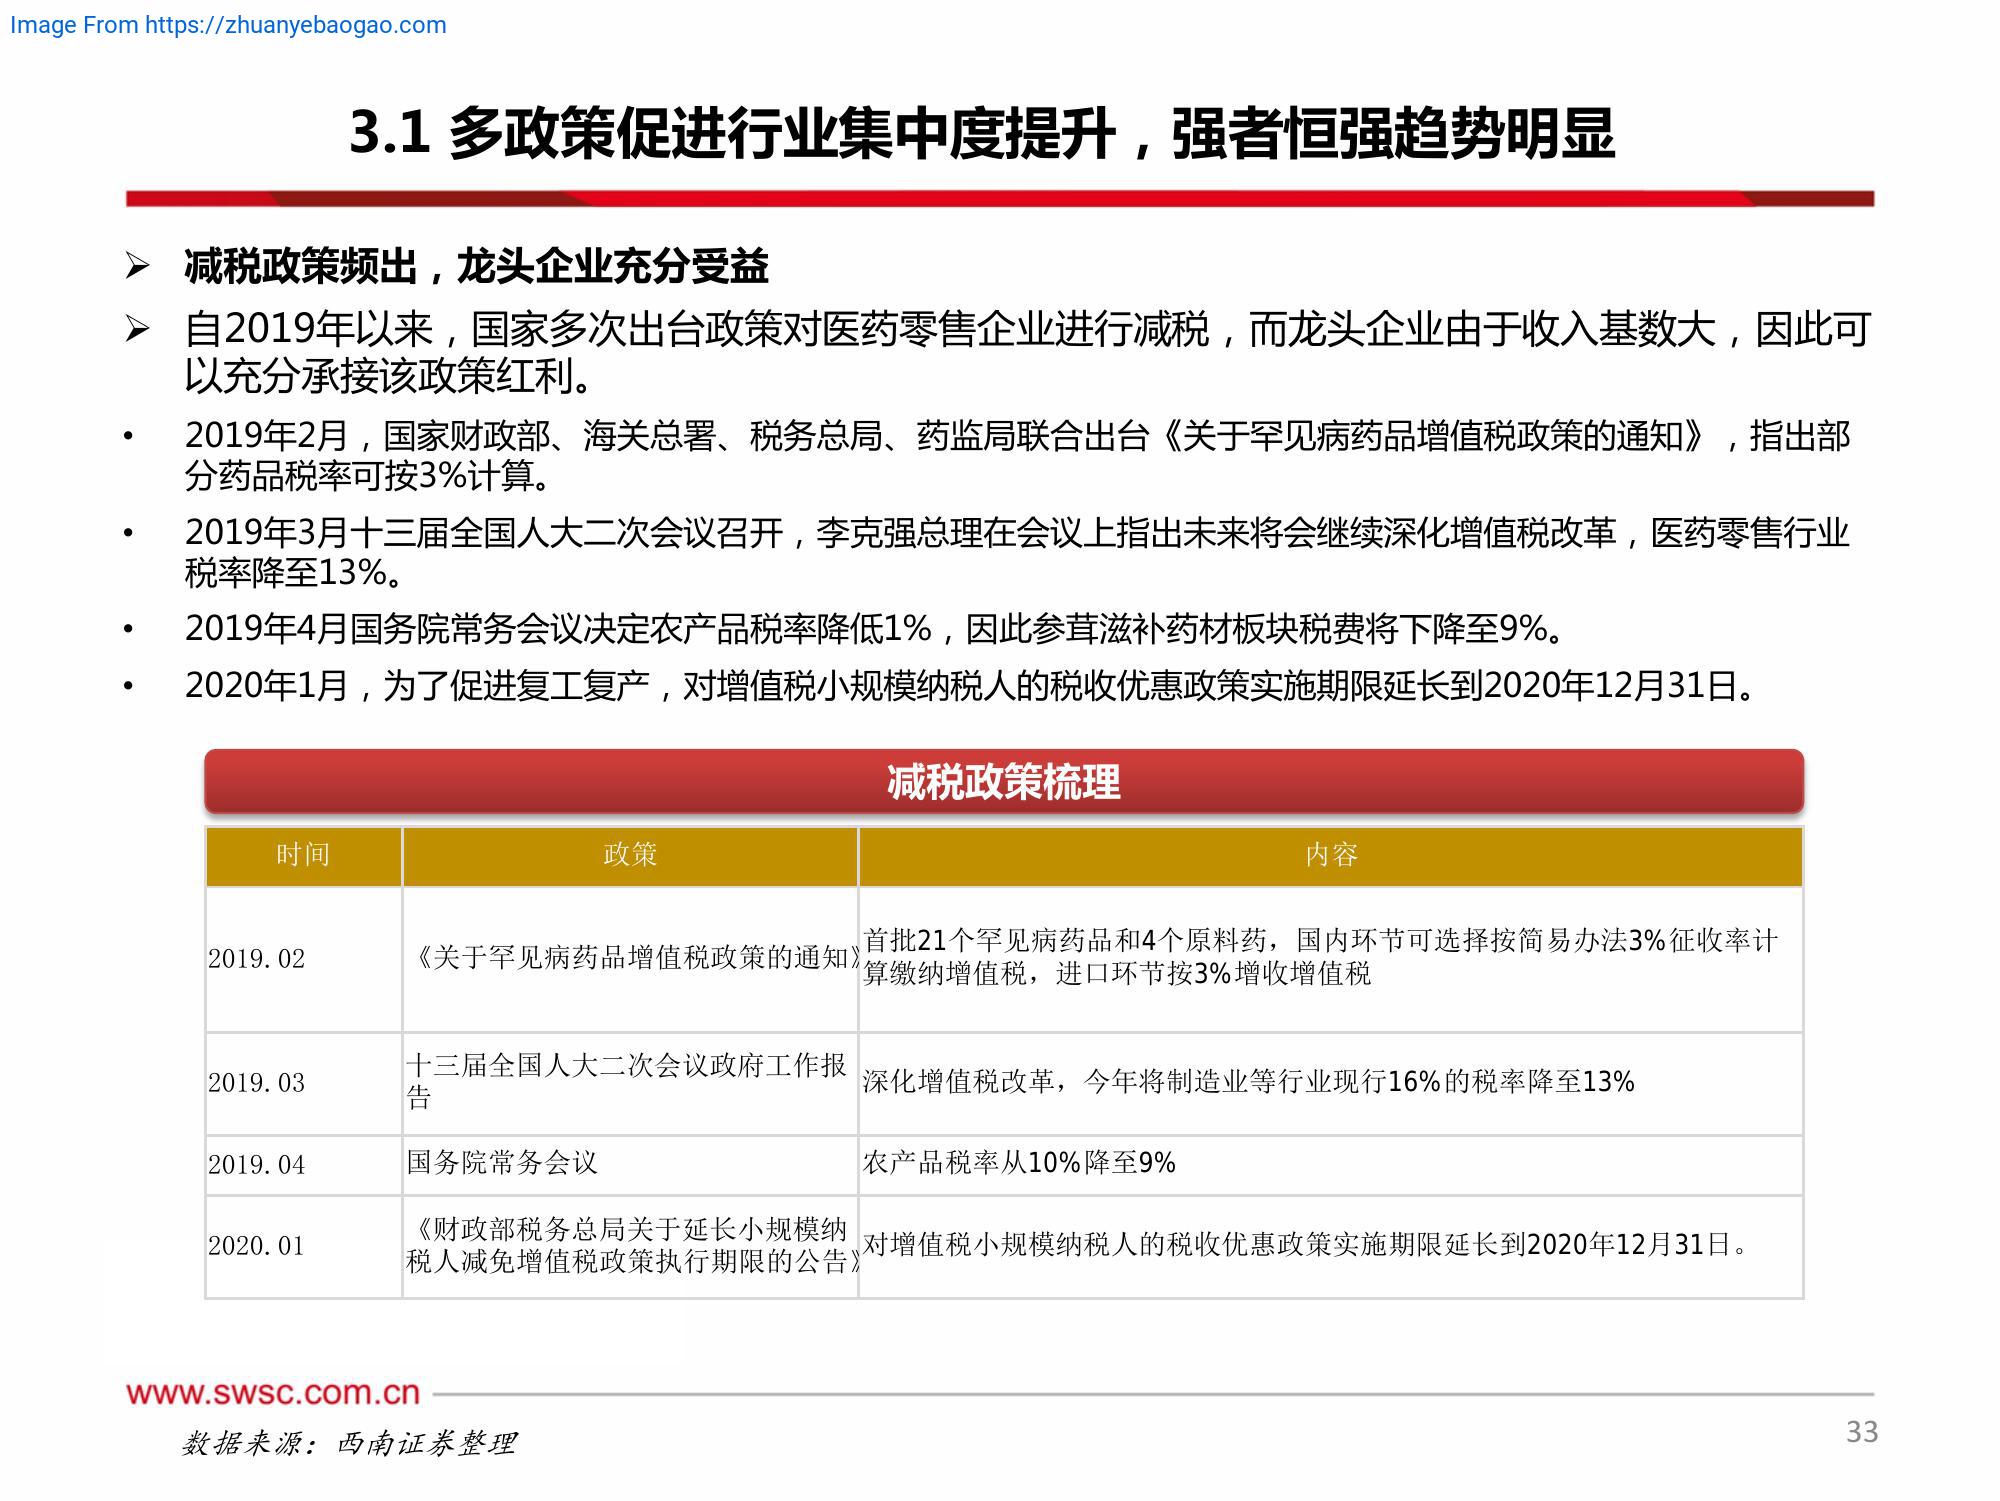 Image From https://zhuanyebaogao.com
3.1 多政策促进行业集中度提升，强者恒强趋势明显
➢ 减税政策频出，龙头企业充分受益
➢ 自2019年以来，国家多次出台政策对医药零售企业进行减税，而龙头企业由于收入基数大，因此可
以充分承接该政策红利。
• 2019年2月，国家财政部、海关总署、税务总局、药监局联合出台《关于罕见病药品增值税政策的通知》，指出部
分药品税率可按3%计算。
• 2019年3月十三届全国人大二次会议召开，李克强总理在会议上指出未来将会继续深化增值税改革，医药零售行业
税率降至13%。
• 2019年4月国务院常务会议决定农产品税率降低1%，因此参茸滋补药材板块税费将下降至9%。
• 2020年1月，为了促进复工复产，对增值税小规模纳税人的税收优惠政策实施期限延长到2020年12月31日。
减税政策梳理
时间 政策 内容
2019.02 《关于罕见病药品增值税政策的通知》 首批21个罕见病药品和4个原料药，国内环节可选择按简易办法3%征收率计
算缴纳增值税，进口环节按3%增收增值税
2019.03 十三届全国人大二次会议政府工作报
告 深化增值税改革，今年将制造业等行业现行16%的税率降至13%
2019.04 国务院常务会议 农产品税率从10%降至9%
2020.01 《财政部税务总局关于延长小规模纳
税人减免增值税政策执行期限的公告》 对增值税小规模纳税人的税收优惠政策实施期限延长到2020年12月31日。
www.swsc.com.cn
数据来源：西南证券整理
33